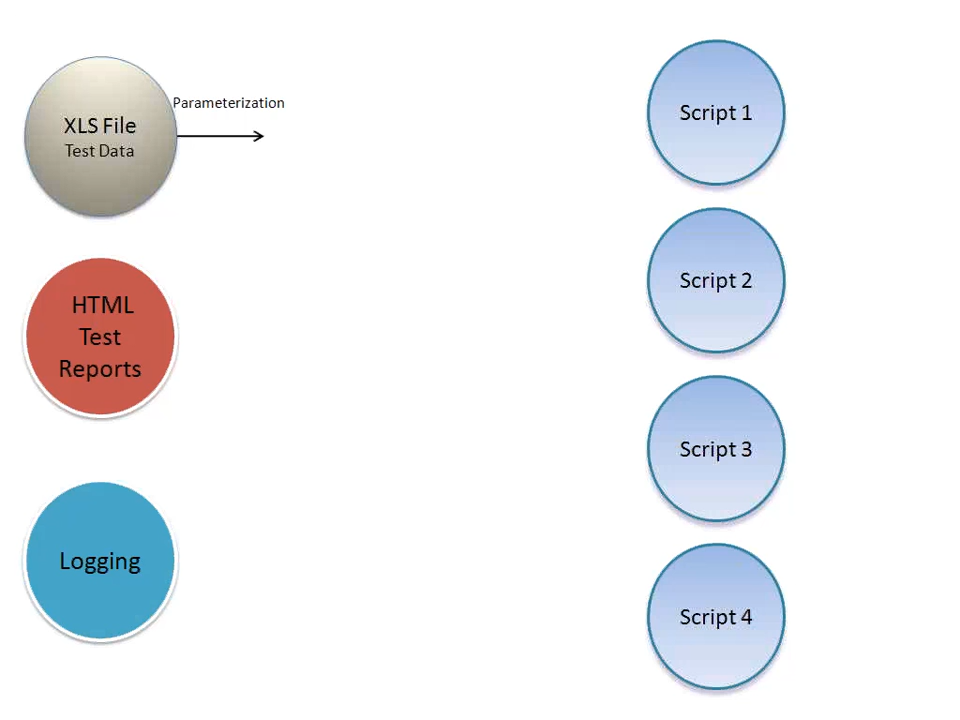 XLS File
Test Data
Parameterization
HTML
Test
Reports
Logging
Script 1
Script 2
Script 3
Script 4